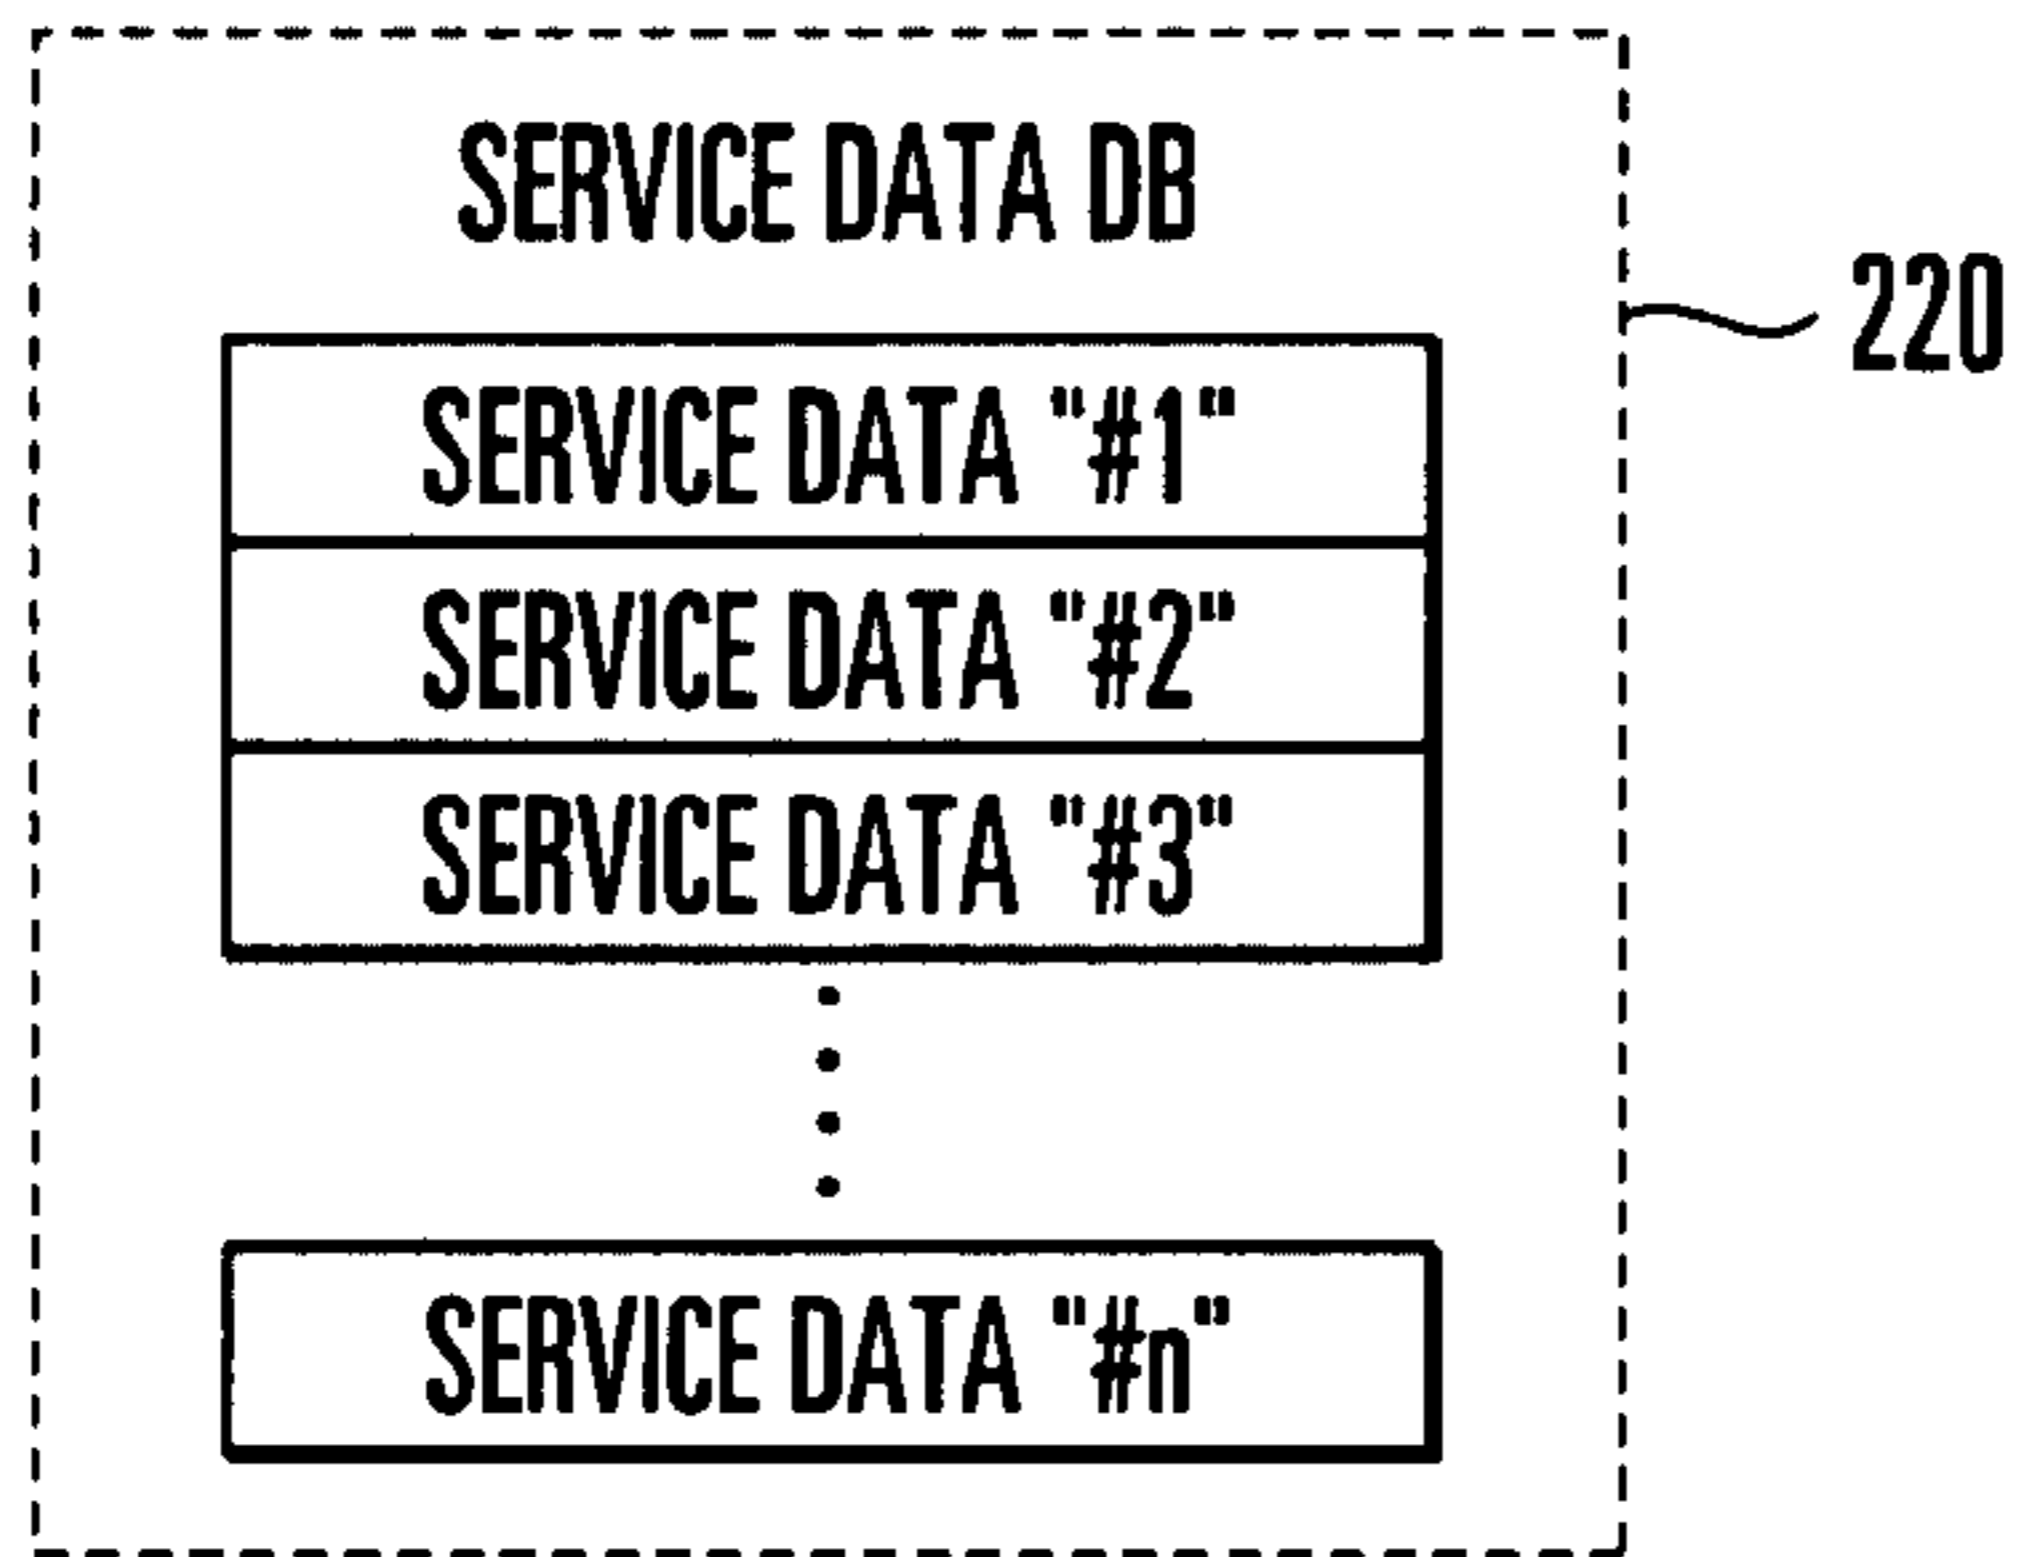 SERVICE DATA DB
220
SERVICE DATA "#1"
SERVICE DATA "#2"
SERVICE DATA "#3"
SERVICE DATA "#n"